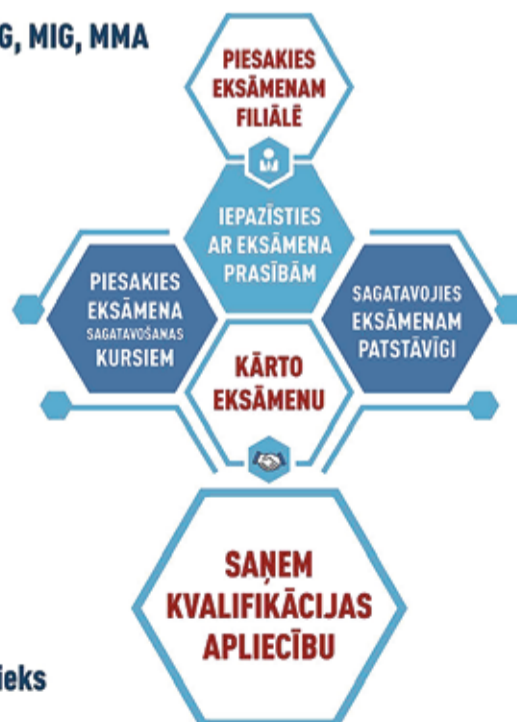 G, MIG, MMA
PIESAKIES
EKSĀMENAM
FILIĀLĒ
IEPAZĪSTIES
AR EKSĀMENA
PRASĪBĀM
PIESAKIES
EKSĀMENA
SAGATAVOŠANAS
KURSIEM
SAGATAVOJIES
EKSĀMENAM
PATSTĀVĪGI
KĀRTO
EKSĀMENU
SAŅEM
KVALIFIKĀCIJAS
APLIECĪBU
ieks